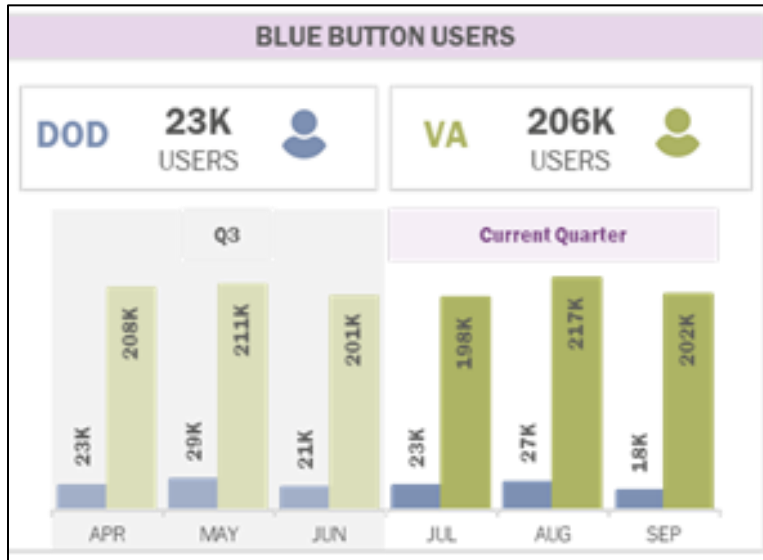 BLUE BUTTON USERS
DOD 23K USERS
VA 206K USERS
Q3
Current Quarter
23K 208K 29K 211K 21K 201K 23K 198K 27K 217K 18K 202K
APR MAY JUN JUL AUG SEP